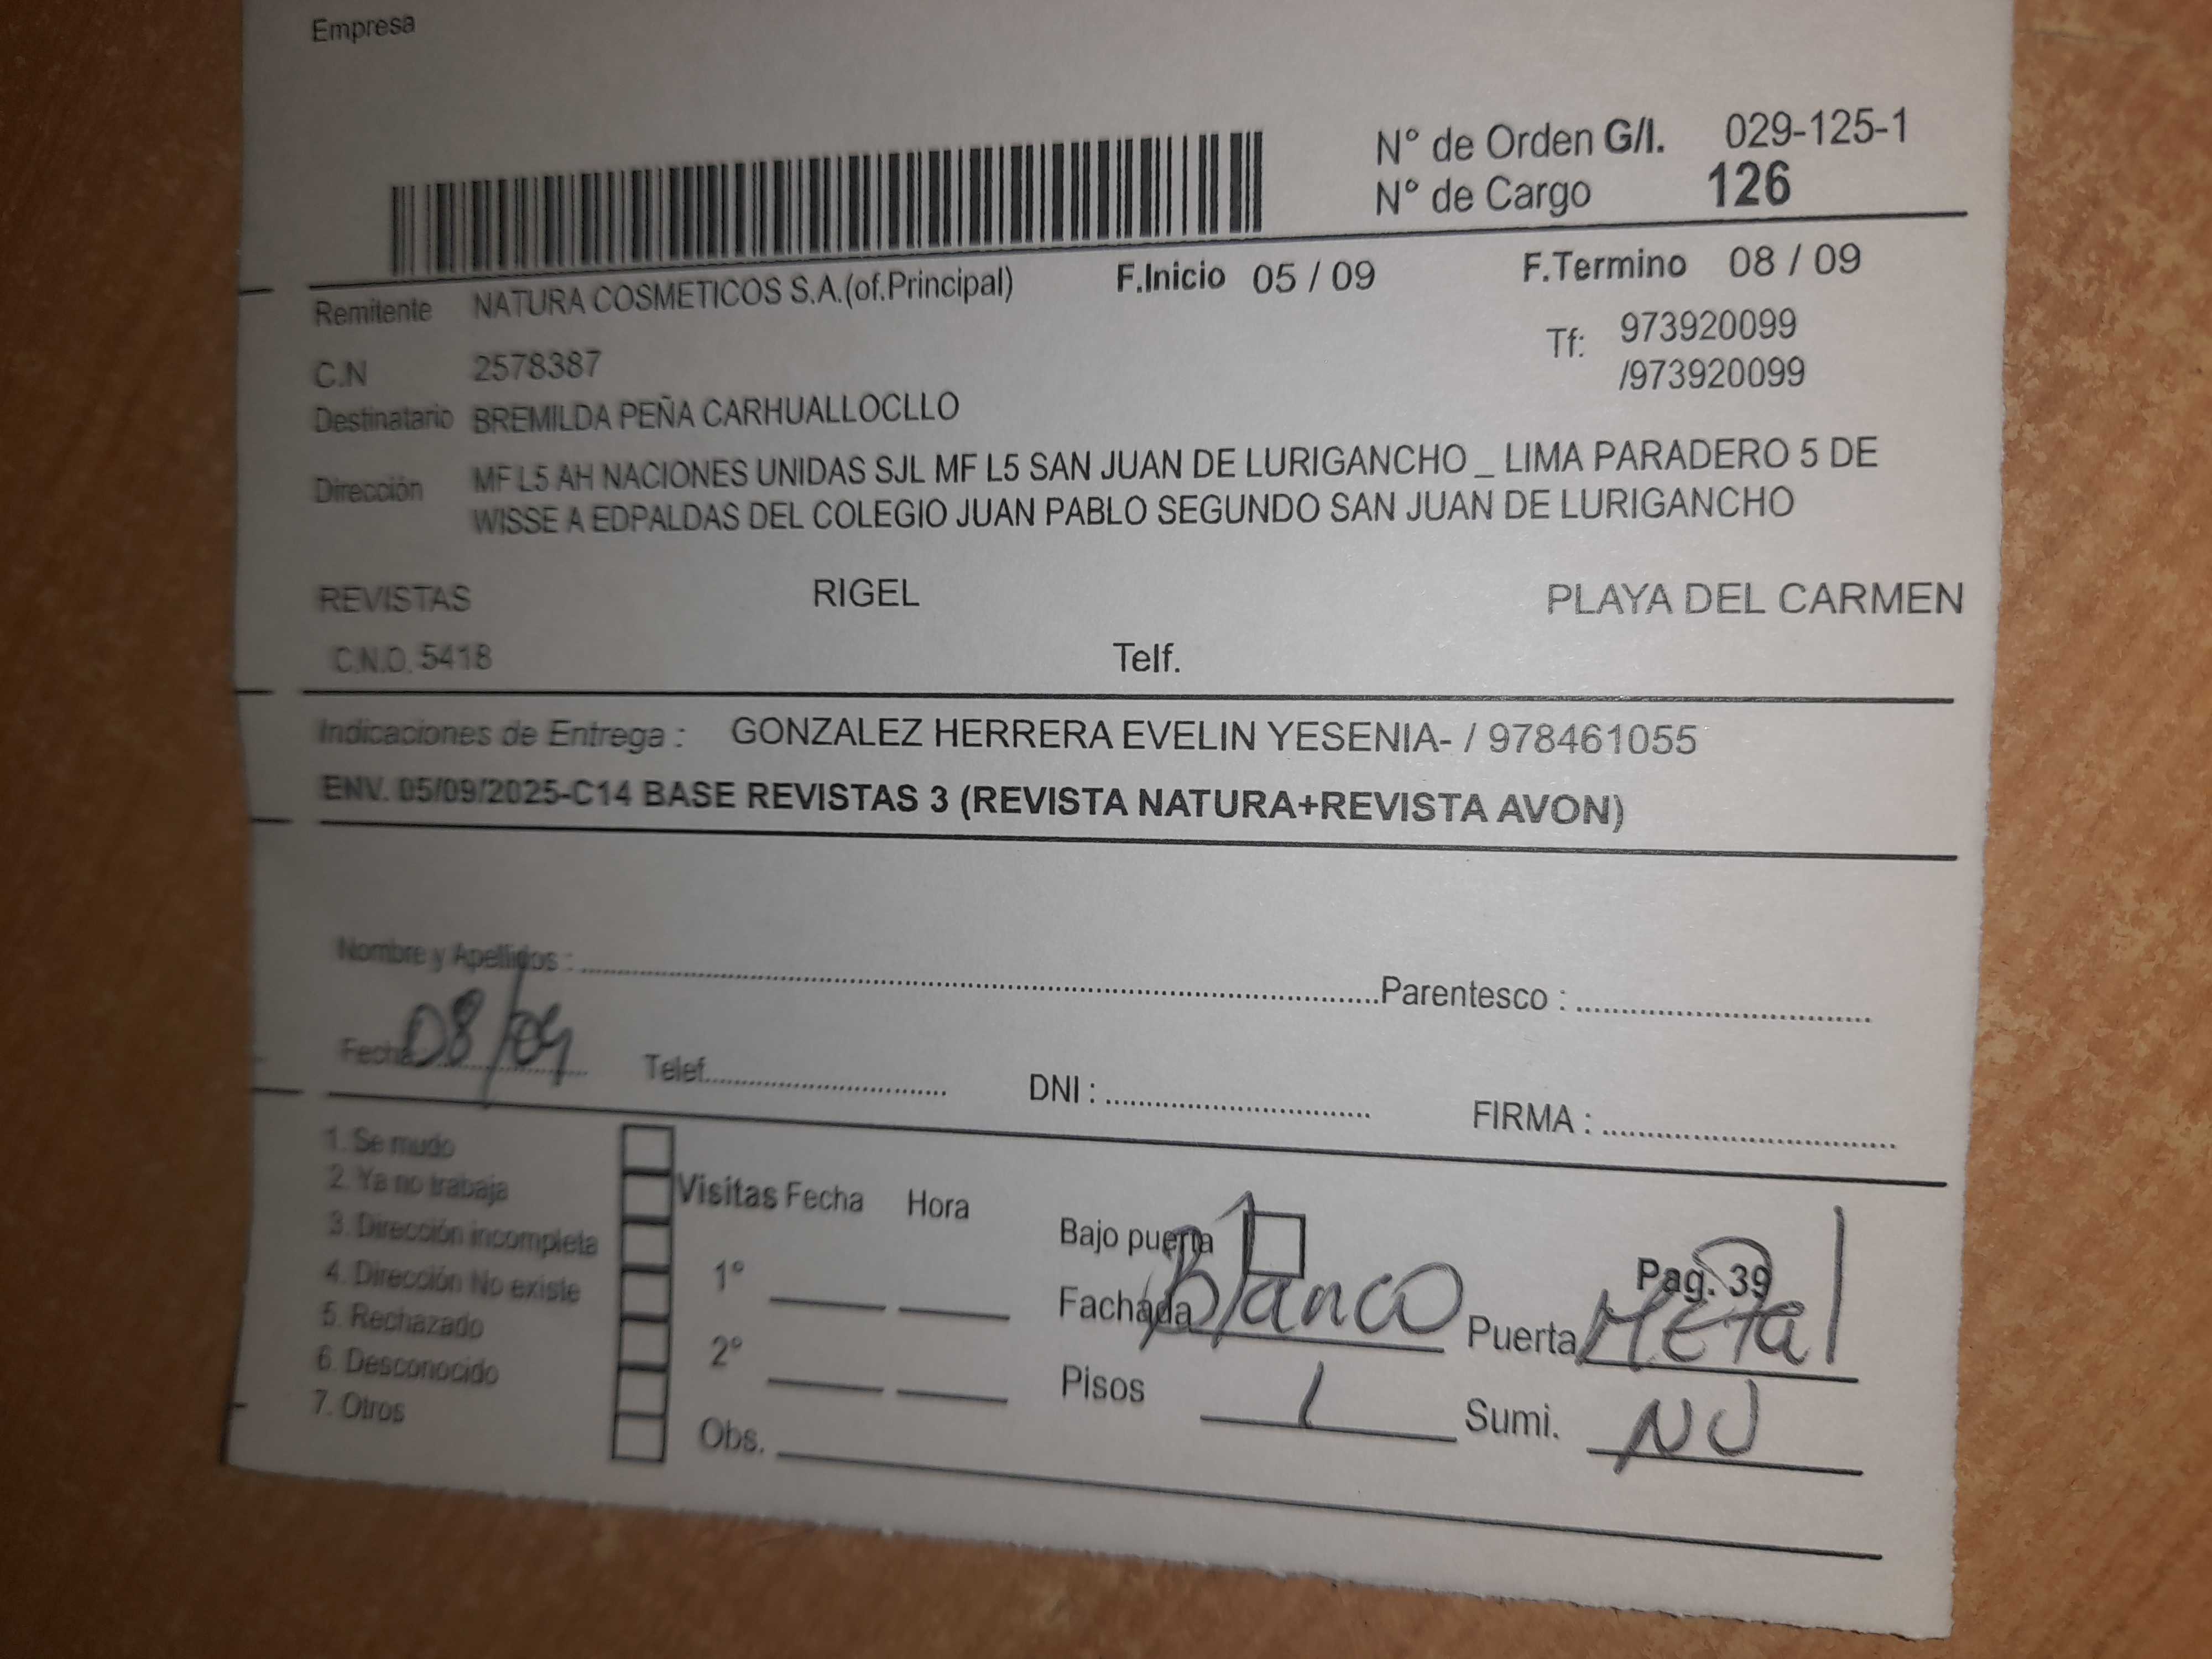 Empresa
N° de Orden G/I. 029-125-1
N° de Cargo 126
Remitente NATURA COSMETICOS S.A.(of.Principal) F.Inicio 05 / 09 F.Termino 08 / 09
C.N 2578387 Tf: 973920099
/973920099
Destinatario BREMILDA PEÑA CARHUALLOCLLO
Dirección MF L5 AH NACIONES UNIDAS SJL MF L5 SAN JUAN DE LURIGANCHO _ LIMA PARADERO 5 DE
WISSE A EDPALDAS DEL COLEGIO JUAN PABLO SEGUNDO SAN JUAN DE LURIGANCHO
REVISTAS RIGEL PLAYA DEL CARMEN
C.N.O. 5418 Telf.
Indicaciones de Entrega : GONZALEZ HERRERA EVELIN YESENIA- / 978461055
ENV. 05/09/2025-C14 BASE REVISTAS 3 (REVISTA NATURA+REVISTA AVON)
Nombre y Apellidos : Parentesco :
Fecha 08/09 Telef. DNI : FIRMA :
1. Se mudo
2. Ya no trabaja Visitas Fecha Hora
3. Dirección incompleta Bajo puerta
4. Dirección No existe 1° Pag. 39
5. Rechazado Fachada Blanco Puerta Metal
6. Desconocido 2° Pisos 1 Sumi.
7. Otros Obs.